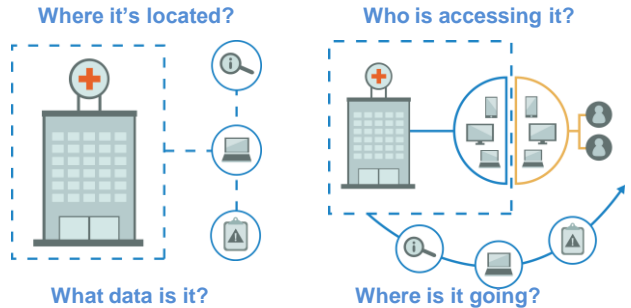 Where it's located?
Who is accessing it?
What data is it?
Where is it going?